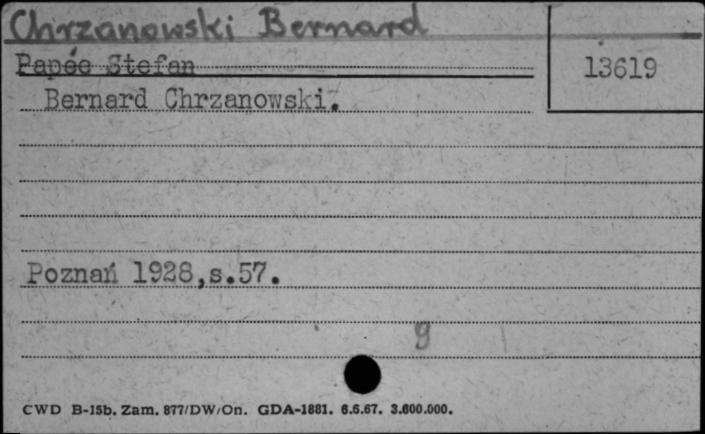 Chrzanowski Bernard
Papée Stefan
13619
Bernard Chrzanowski.
Poznań 1928,s.57.
g
CWD B-15b. Zam. 877/DW/On. GDA-1881. 6.6.67. 3.600.000.